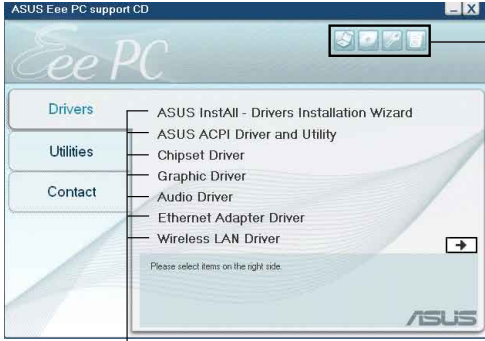 ASUS Eee PC support CD
Eee PC
Drivers
Utilities
Contact
ASUS InstAll - Drivers Installation Wizard
ASUS ACPI Driver and Utility
Chipset Driver
Graphic Driver
Audio Driver
Ethernet Adapter Driver
Wireless LAN Driver
Please select items on the right side.
ASUS